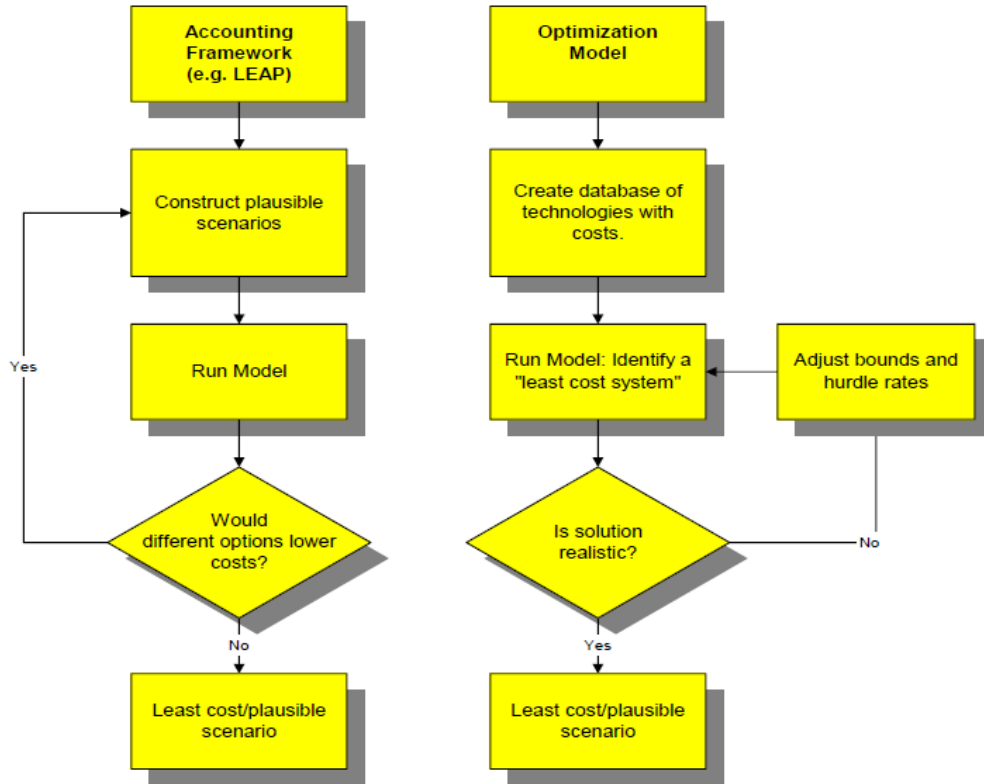 Accounting
Framework
(e.g. LEAP)
Construct plausible
scenarios
Run Model
Yes
Would
different options lower
costs?
No
Least cost/plausible
scenario
Optimization
Model
Create database of
technologies with
costs.
Run Model: Identify a
"least cost system"
Adjust bounds and
hurdle rates
Is solution
realistic?
No
Yes
Least cost/plausible
scenario